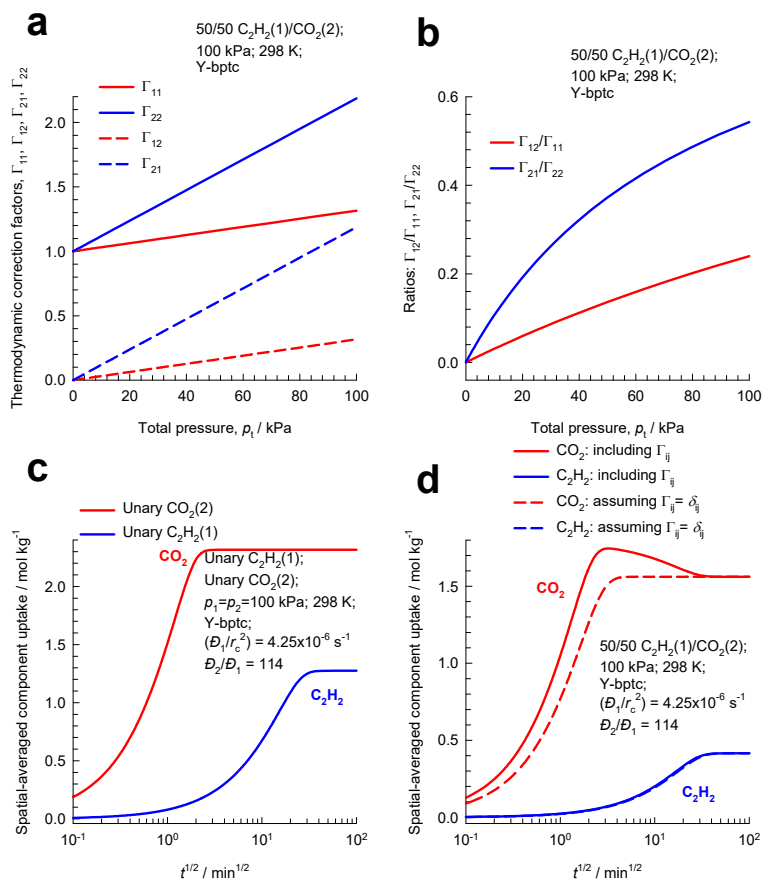 a
50/50 C₂H₂(1)/CO₂(2);
100 kPa; 298 K;
Y-bptc
Γ₁₁
Γ₂₂
Γ₁₂
Γ₂₁
Thermodynamic correction factors, Γ₁₁, Γ₁₂, Γ₂₁, Γ₂₂
2.0
1.5
1.0
0.5
0.0
0 20 40 60 80 100
Total pressure, pₜ / kPa
b
50/50 C₂H₂(1)/CO₂(2);
100 kPa; 298 K;
Y-bptc
Γ₁₂/Γ₁₁
Γ₂₁/Γ₂₂
Ratios: Γ₁₂/Γ₁₁, Γ₂₁/Γ₂₂
0.6
0.4
0.2
0.0
0 20 40 60 80 100
Total pressure, pₜ / kPa
c
Unary CO₂(2)
Unary C₂H₂(1)
CO₂
Unary C₂H₂(1);
Unary CO₂(2);
p₁=p₂=100 kPa; 298 K;
Y-bptc;
(Đ₁/r_c²) = 4.25x10⁻⁶ s⁻¹
Đ₂/Đ₁ = 114
C₂H₂
Spatial-averaged component uptake / mol kg⁻¹
2.0
1.5
1.0
0.5
0.0
10⁻¹ 10⁰ 10¹ 10²
t^1/2 / min^1/2
d
CO₂: including Γᵢⱼ
C₂H₂: including Γᵢⱼ
CO₂: assuming Γᵢⱼ= δᵢⱼ
C₂H₂: assuming Γᵢⱼ= δᵢⱼ
CO₂
50/50 C₂H₂(1)/CO₂(2);
100 kPa; 298 K;
Y-bptc;
(Đ₁/r_c²) = 4.25x10⁻⁶ s⁻¹
Đ₂/Đ₁ = 114
C₂H₂
Spatial-averaged component uptake / mol kg⁻¹
1.5
1.0
0.5
0.0
10⁻¹ 10⁰ 10¹ 10²
t^1/2 / min^1/2